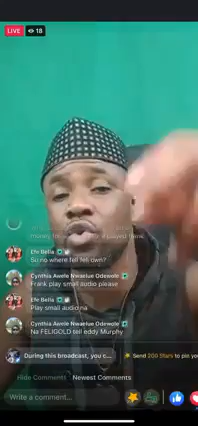 LIVE 18
Efe Bella
So no where fell N6 own?
Cynthia Awele Nwaelue Odewole
Frank play small audio please
Efe Bella
Play small audio na
Cynthia Awele Nwaelue Odewole
Na FELIGOLD tell eddy Murphy
During this broadcast, you c...
Send 200 Stars to pin yo
Hide Comments Newest Comments
Write a comment...